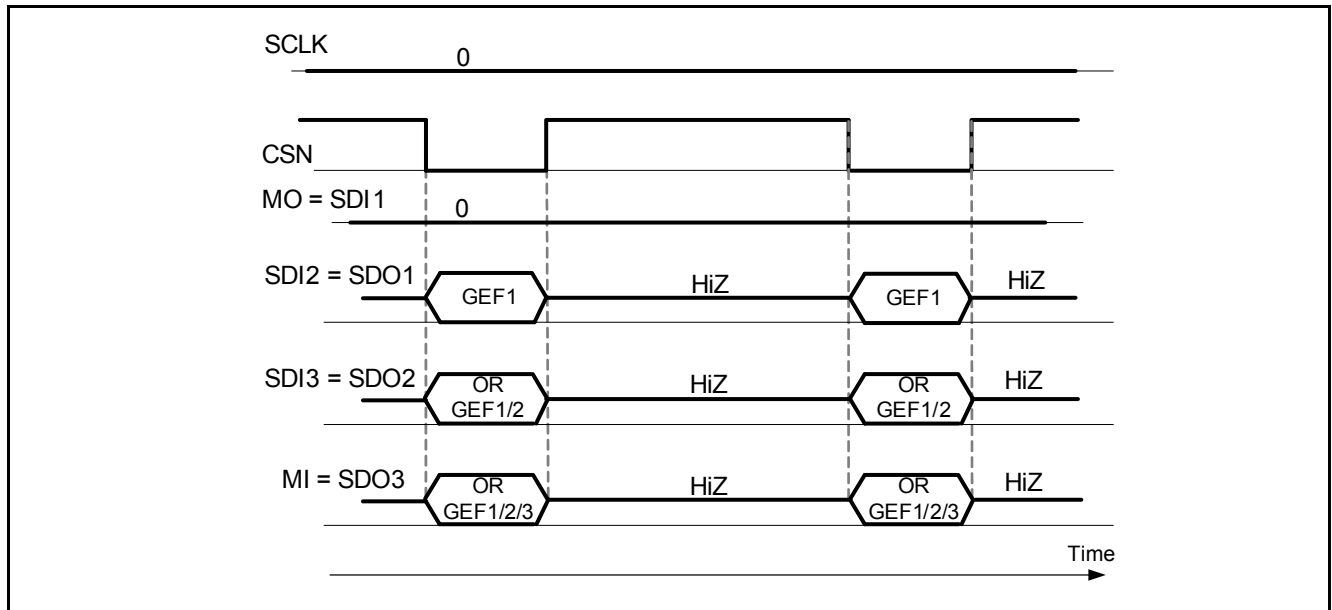 SCLK
0
CSN
MO = SDI1
0
SDI2 = SDO1
GEF1
HiZ
GEF1
HiZ
SDI3 = SDO2
OR
GEF1/2
HiZ
OR
GEF1/2
HiZ
MI = SDO3
OR
GEF1/2/3
HiZ
OR
GEF1/2/3
HiZ
Time